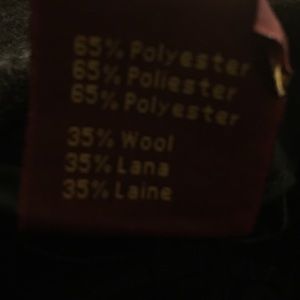 65% Polyester
65% Poliester
65% Polyester
35% Wool
35% Lana
35% Laine